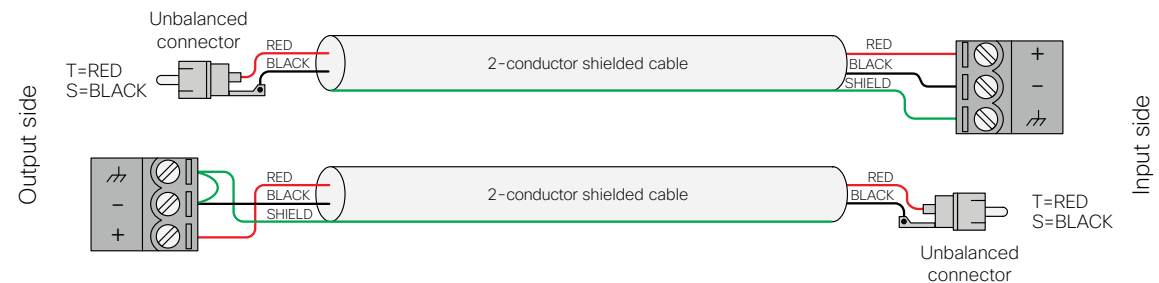 Unbalanced
connector
T=RED
S=BLACK
RED
BLACK
2-conductor shielded cable
RED
BLACK
SHIELD
+
−
Output side
Input side
−
+
RED
BLACK
SHIELD
2-conductor shielded cable
RED
BLACK
T=RED
S=BLACK
Unbalanced
connector